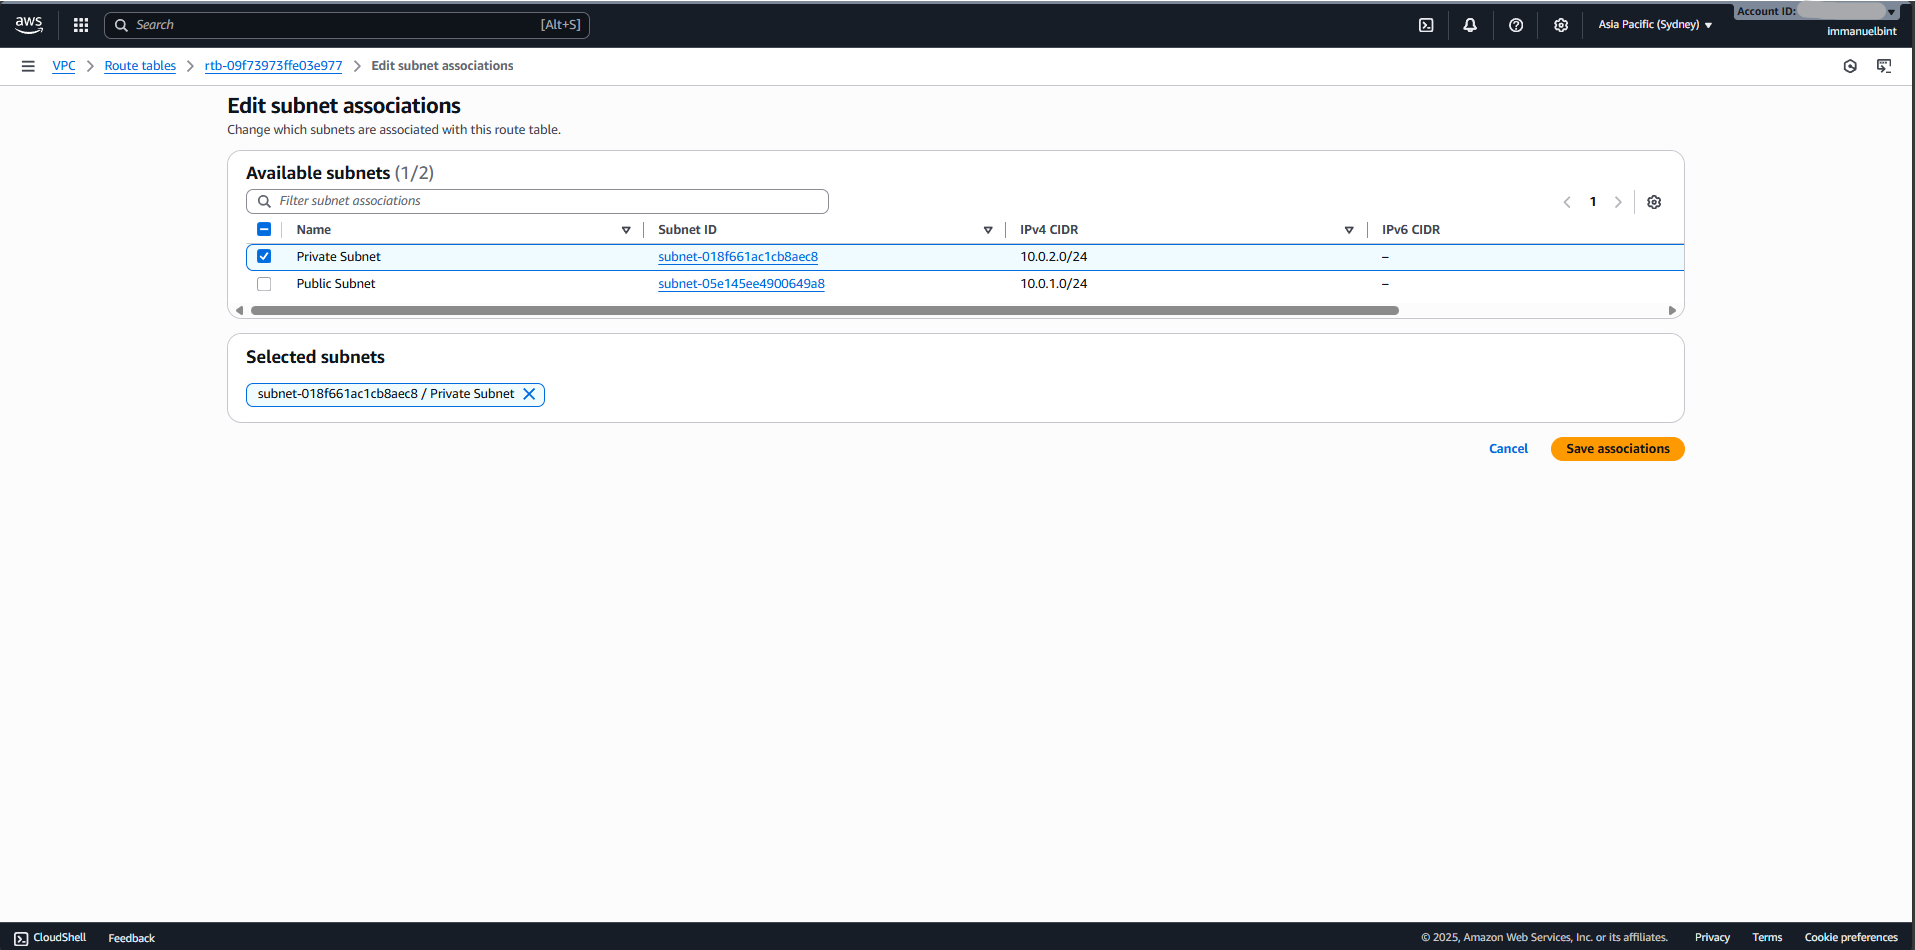 aws
Search [Alt+S]
Asia Pacific (Sydney)
Account ID:
immanuelbint
VPC
Route tables
rtb-09f73973ffe03e977
Edit subnet associations
Edit subnet associations
Change which subnets are associated with this route table.
Available subnets (1/2)
Filter subnet associations
1
Name Subnet ID IPv4 CIDR IPv6 CIDR
Private Subnet subnet-018f661ac1cb8aec8 10.0.2.0/24 –
Public Subnet subnet-05e145ee4900649a8 10.0.1.0/24 –
Selected subnets
subnet-018f661ac1cb8aec8 / Private Subnet
Cancel
Save associations
CloudShell Feedback
© 2025, Amazon Web Services, Inc. or its affiliates. Privacy Terms Cookie preferences